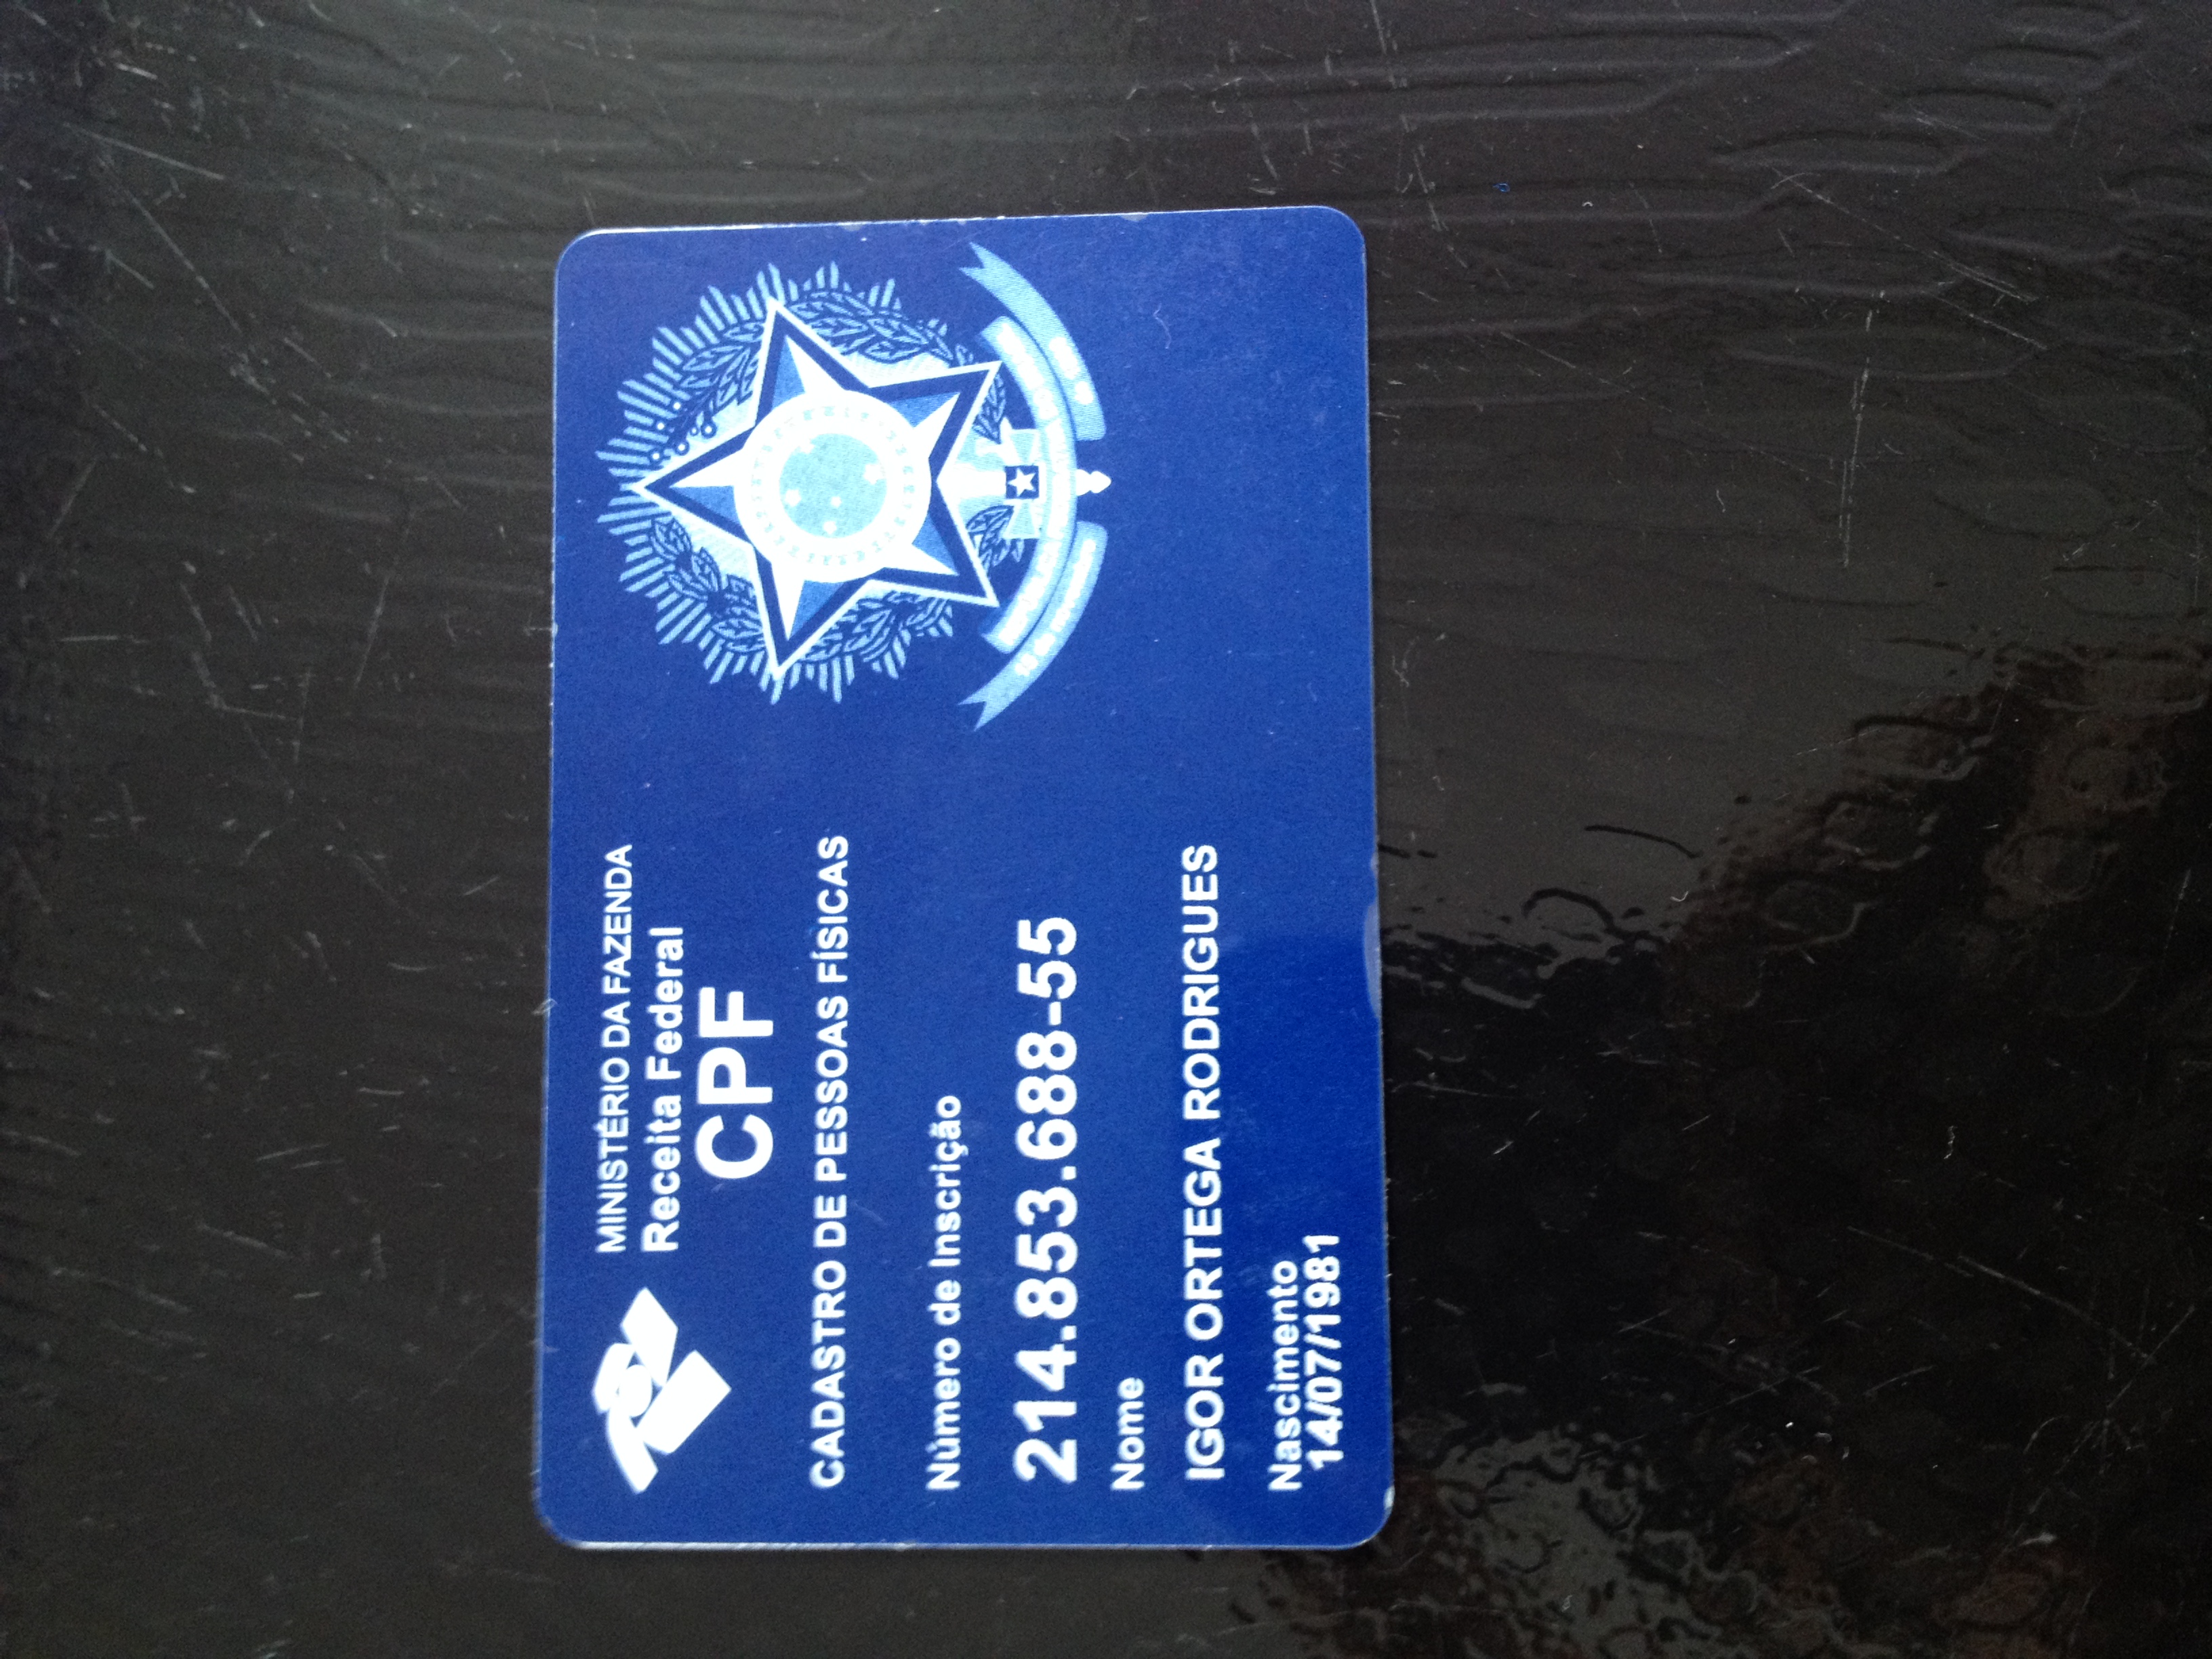 MINISTÉRIO DA FAZENDA
Receita Federal
CPF
CADASTRO DE PESSOAS FÍSICAS
Número de Inscrição
214.853.688-55
Nome
IGOR ORTEGA RODRIGUES
Nascimento
14/07/1981